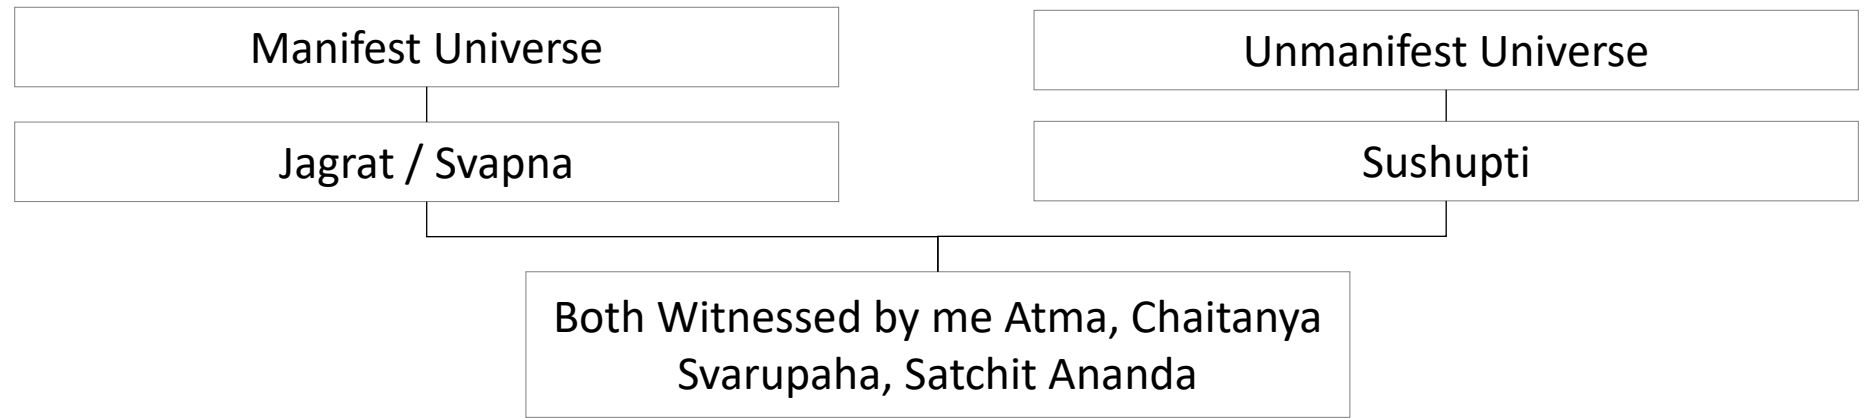 Manifest Universe
Unmanifest Universe
Jagrat / Svapna
Sushupti
Both Witnessed by me Atma, Chaitanya
Svarupaha, Satchit Ananda